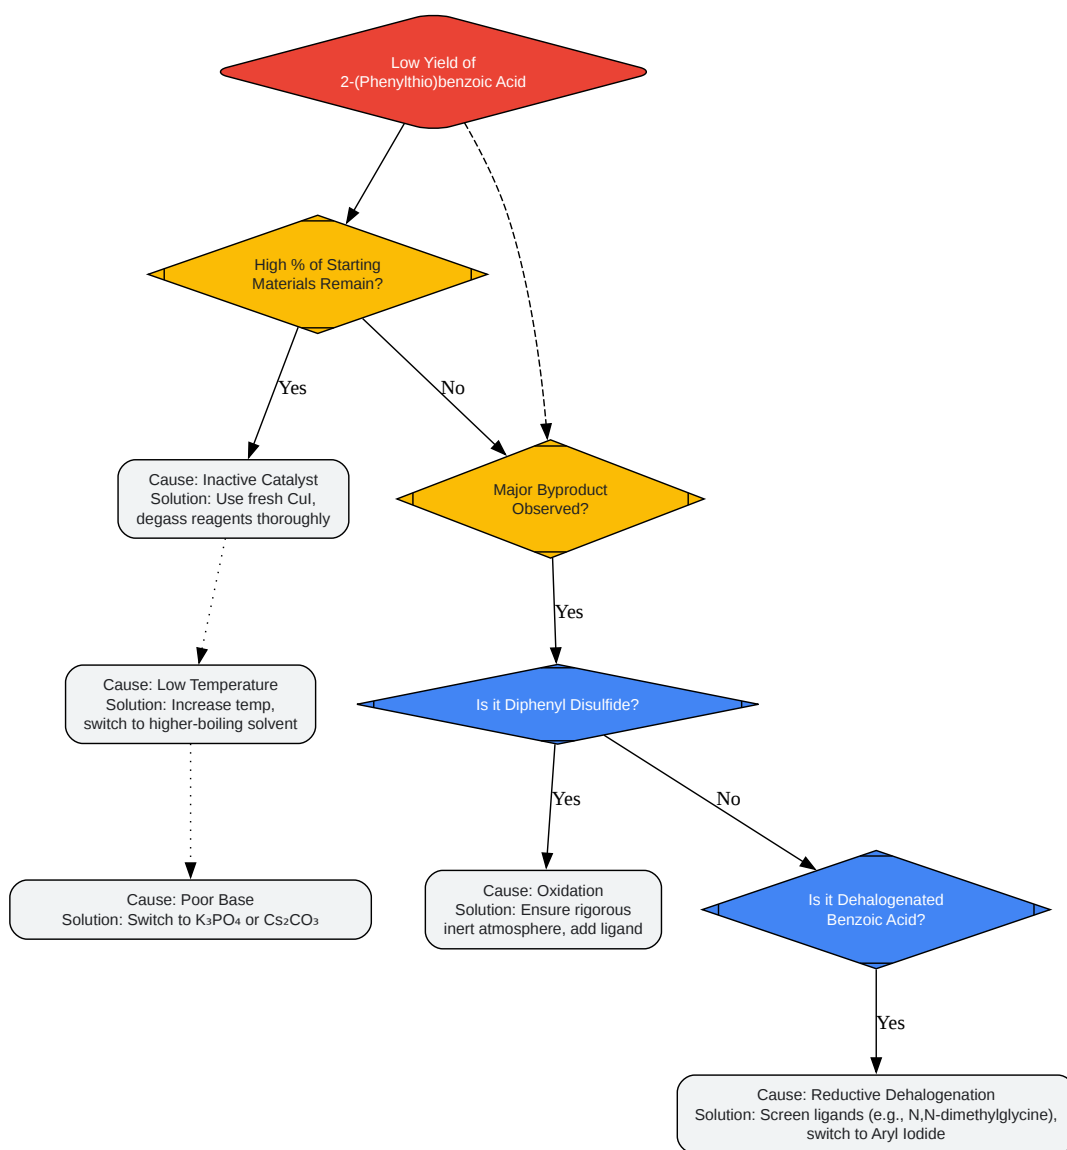 Low Yield of
2-(Phenylthio)benzoic Acid
High % of Starting
Materials Remain?
Yes
No
Cause: Inactive Catalyst
Solution: Use fresh CuI,
degass reagents thoroughly
Major Byproduct
Observed?
Yes
Cause: Low Temperature
Solution: Increase temp,
switch to higher-boiling solvent
Is it Diphenyl Disulfide?
Yes
No
Cause: Poor Base
Solution: Switch to K₃PO₄ or Cs₂CO₃
Cause: Oxidation
Solution: Ensure rigorous
inert atmosphere, add ligand
Is it Dehalogenated
Benzoic Acid?
Yes
Cause: Reductive Dehalogenation
Solution: Screen ligands (e.g., N,N-dimethylglycine),
switch to Aryl Iodide